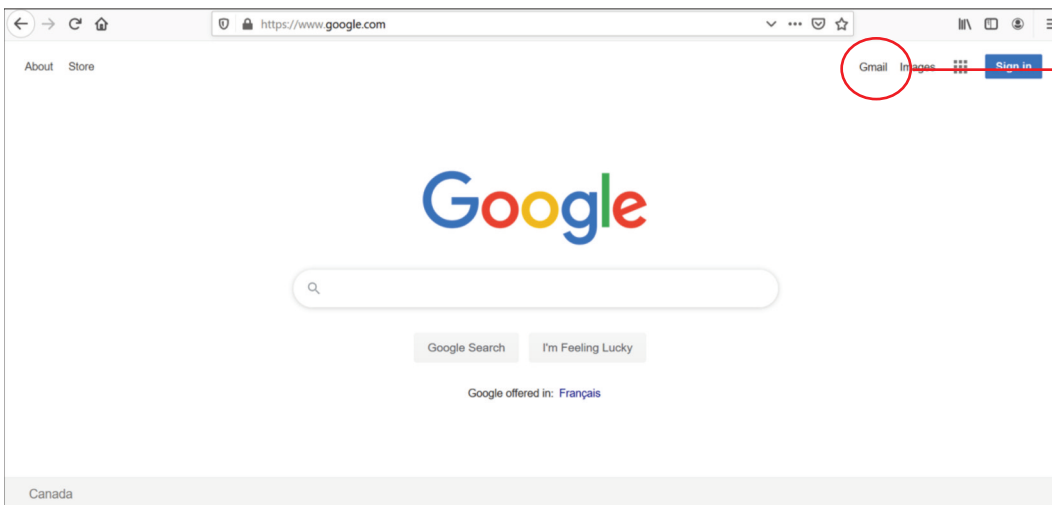 https://www.google.com
About Store Gmail Images Sign in
Google
Google Search I'm Feeling Lucky
Google offered in: Français
Canada